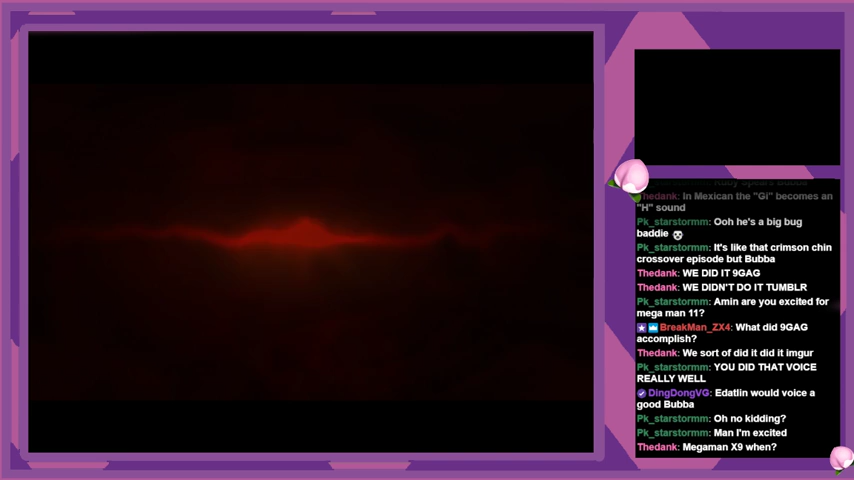 Thedank: In Mexican the "Gi" becomes an
"H" sound
Pk_starstormm: Ooh he's a big bug
baddie
Pk_starstormm: It's like that crimson chin
crossover episode but Bubba
Thedank: WE DID IT 9GAG
Thedank: WE DIDN'T DO IT TUMBLR
Pk_starstormm: Amin are you excited for
mega man 11?
BreakMan_ZX4: What did 9GAG
accomplish?
Thedank: We sort of did it did it imgur
Pk_starstormm: YOU DID THAT VOICE
REALLY WELL
DingDongVG: Edatlin would voice a
good Bubba
Pk_starstormm: Oh no kidding?
Pk_starstormm: Man I'm excited
Thedank: Megaman X9 when?